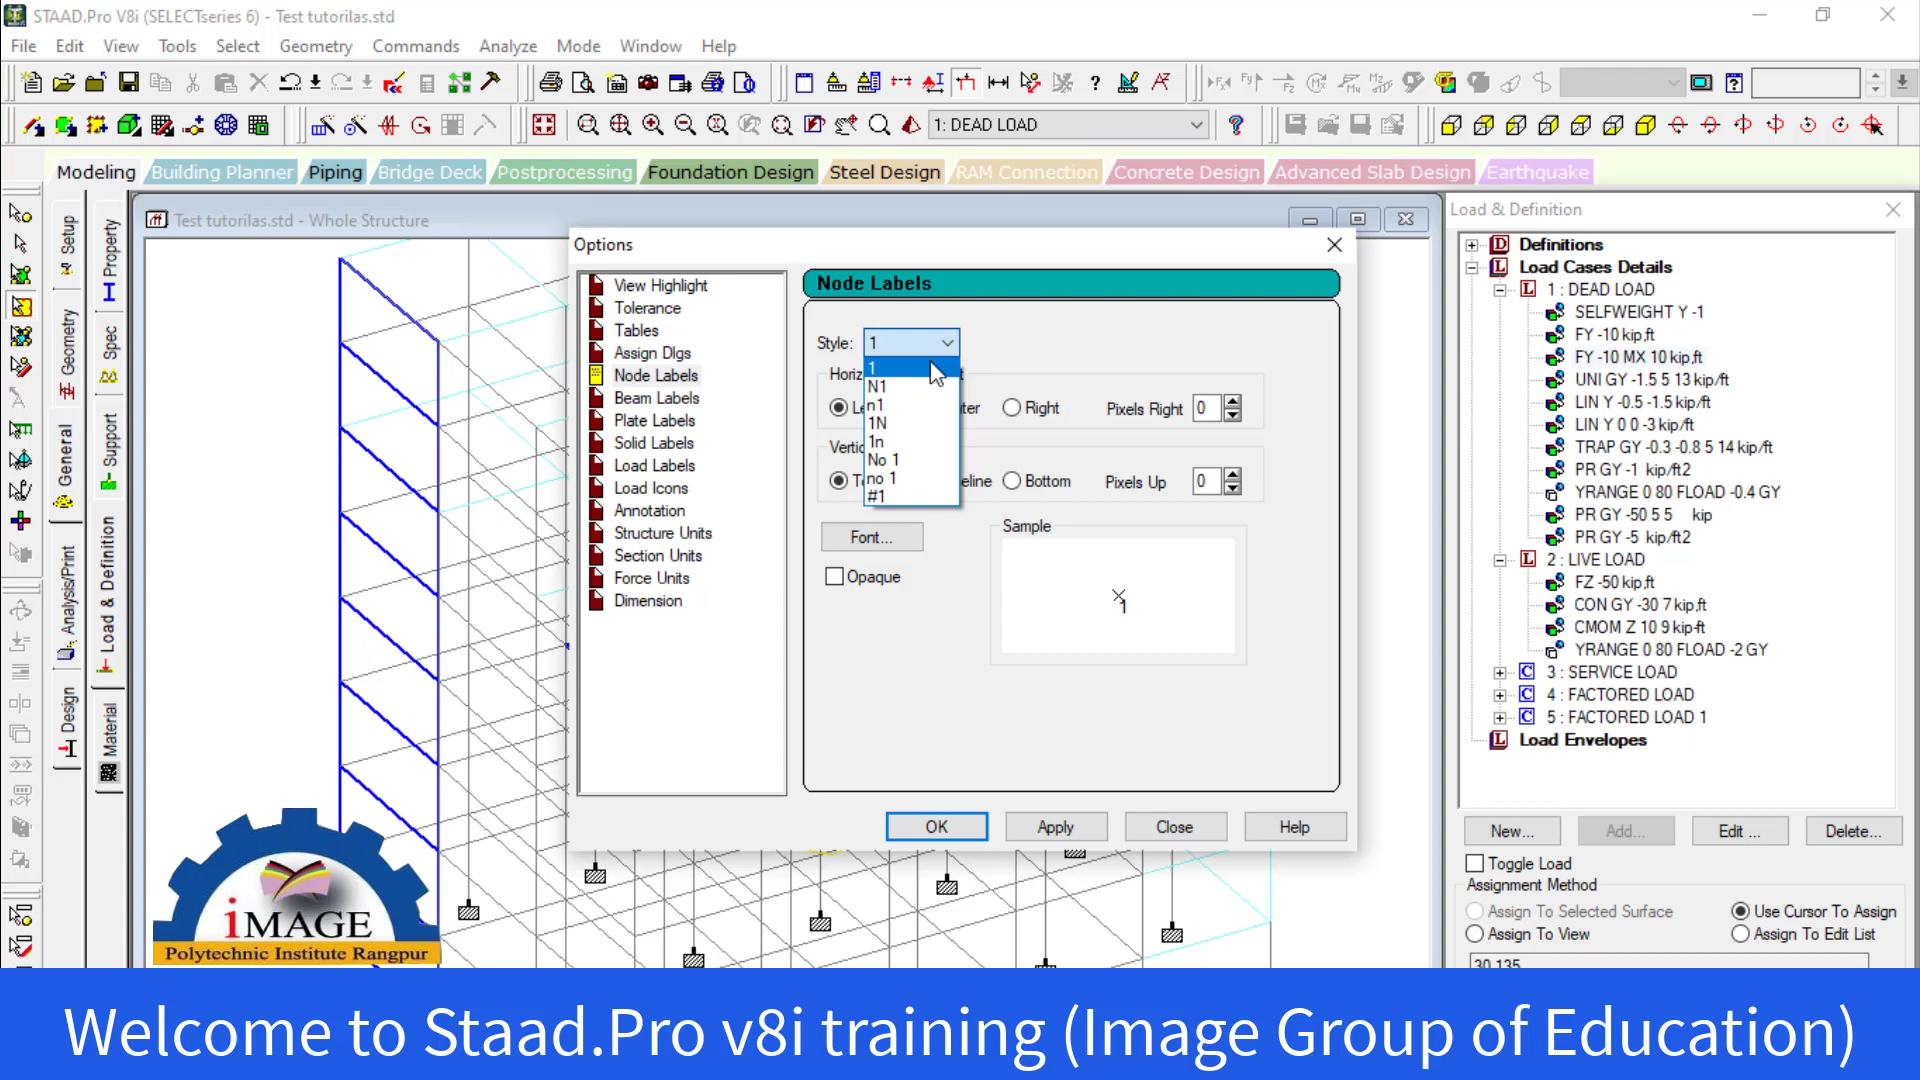 STAAD.Pro V8i (SELECTseries 6) - Test tutorilas.std
File Edit View Tools Select Geometry Commands Analyze Mode Window Help
1: DEAD LOAD
Modeling Building Planner Piping Bridge Deck Postprocessing Foundation Design Steel Design RAM Connection Concrete Design Advanced Slab Design Earthquake
Setup
Geometry
General
Analysis/Print
Design
Property
Spec
Support
Load & Definition
Material
Test tutorilas.std - Whole Structure
Options
View Highlight
Tolerance
Tables
Assign Dlgs
Node Labels
Beam Labels
Plate Labels
Solid Labels
Load Labels
Load Icons
Annotation
Structure Units
Section Units
Force Units
Dimension
Node Labels
Style: 1
1
N1
n1
1N
1n
No 1
no 1
#1
Right Pixels Right 0
Bottom Pixels Up 0
Font...
Opaque
Sample
1
OK Apply Close Help
Load & Definition
Definitions
Load Cases Details
1 : DEAD LOAD
SELFWEIGHT Y -1
FY -10 kip,ft
FY -10 MX 10 kip,ft
UNI GY -1.5 5 13 kip/ft
LIN Y -0.5 -1.5 kip/ft
LIN Y 0 0 -3 kip/ft
TRAP GY -0.3 -0.8 5 14 kip/ft
PR GY -1 kip/ft2
YRANGE 0 80 FLOAD -0.4 GY
PR GY -50 5 5 kip
PR GY -5 kip/ft2
2 : LIVE LOAD
FZ -50 kip,ft
CON GY -30 7 kip,ft
CMOM Z 10 9 kip-ft
YRANGE 0 80 FLOAD -2 GY
3 : SERVICE LOAD
4 : FACTORED LOAD
5 : FACTORED LOAD 1
Load Envelopes
New... Add... Edit ... Delete...
Toggle Load
Assignment Method
Assign To Selected Surface Use Cursor To Assign
Assign To View Assign To Edit List
30 135
iMAGE
Polytechnic Institute Rangpur
Welcome to Staad.Pro v8i training (Image Group of Education)